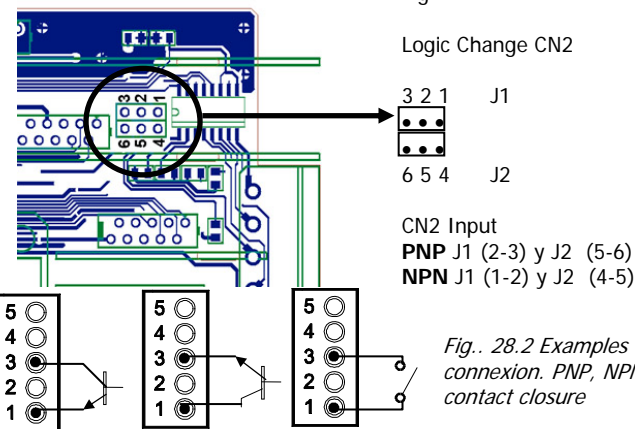 Logic Change CN2
3 2 1 J1
6 5 4 J2
CN2 Input
PNP J1 (2-3) y J2 (5-6)
NPN J1 (1-2) y J2 (4-5)
3 2 1
6 5 4
5
4
3
2
1
5
4
3
2
1
5
4
3
2
1
Fig.. 28.2 Examples
connexion. PNP,
contact closure